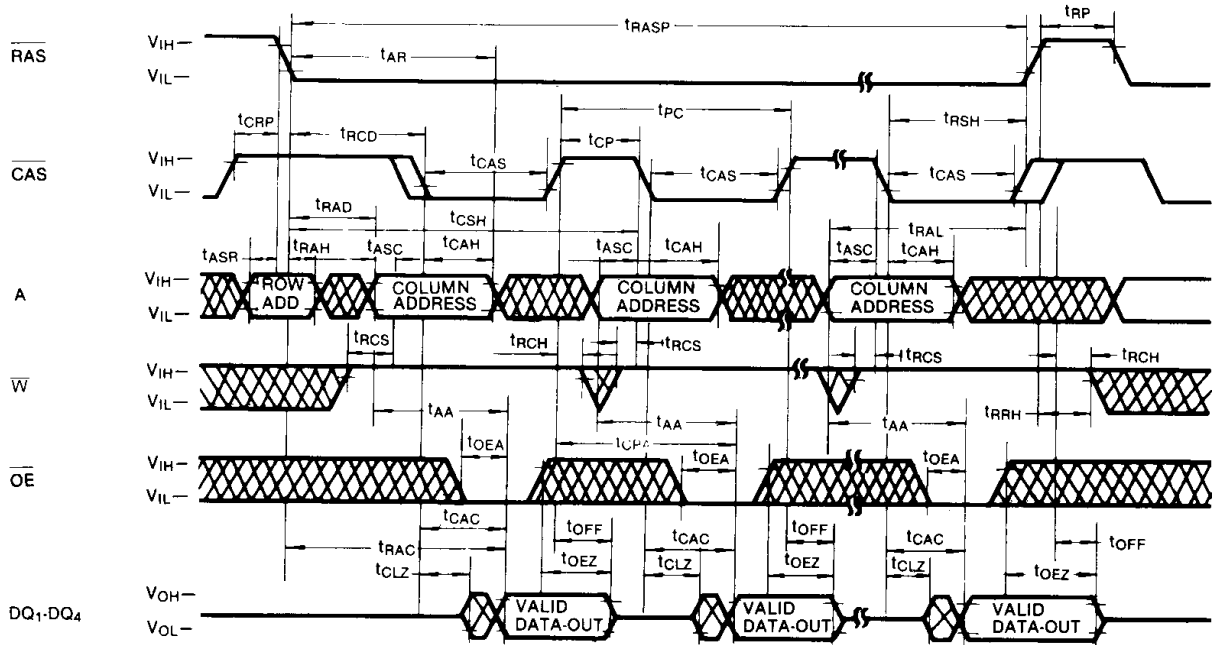 tRASP
tRP
RAS
VIH—
VIL—
tAR
tCRP
tRCD
tPC
tRSH
tCP
CAS
VIH—
VIL—
tCAS
tCAS
tCAS
tRAD
tCSH
tRAL
tASR
tRAH
tASC
tCAH
tASC
tCAH
tASC
tCAH
A
VIH—
VIL—
ROW
ADD
COLUMN
ADDRESS
COLUMN
ADDRESS
COLUMN
ADDRESS
tRCS
tRCH
tRCS
tRCS
tRCH
W
VIH—
VIL—
tAA
tAA
tAA
tRRH
tCPA
OE
VIH—
VIL—
tOEA
tOEA
tOEA
tCAC
tOFF
tCAC
tOFF
tCAC
tOFF
tRAC
tCLZ
tOEZ
tCLZ
tOEZ
tCLZ
tOEZ
DQ1-DQ4
VOH—
VOL—
VALID
DATA-OUT
VALID
DATA-OUT
VALID
DATA-OUT